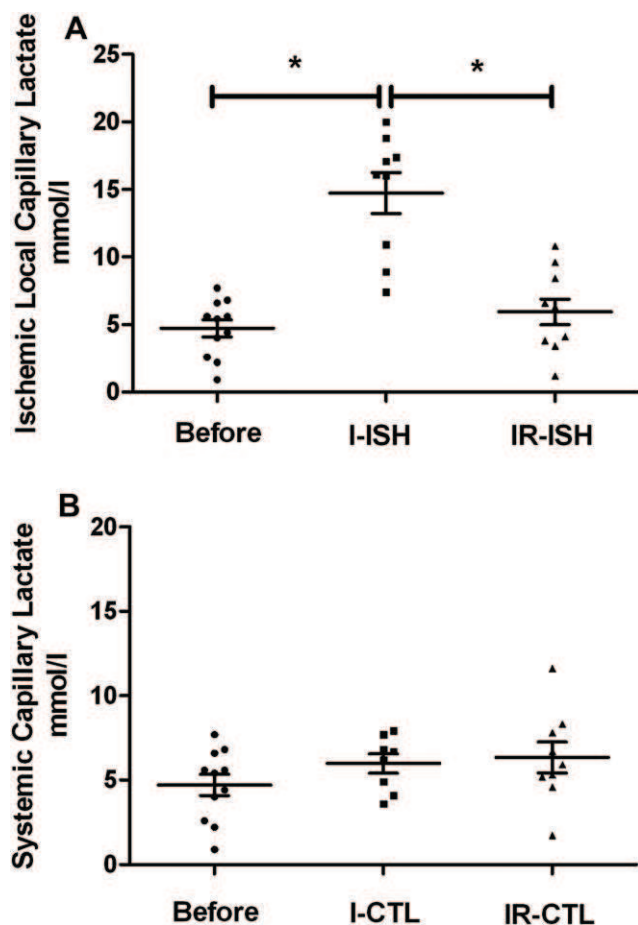 A
Ischemic Local Capillary Lactate
mmol/l
25
20
15
10
5
0
*
*
Before
I-ISH
IR-ISH
B
Systemic Capillary Lactate
mmol/l
20
15
10
5
0
Before
I-CTL
IR-CTL